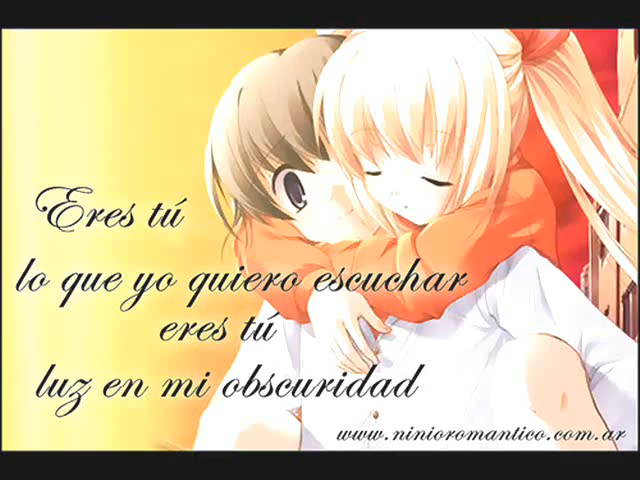 Eres tú
lo que yo quiero escuchar
eres tú
luz en mi obscuridad
www.ninioromantico.com.ar